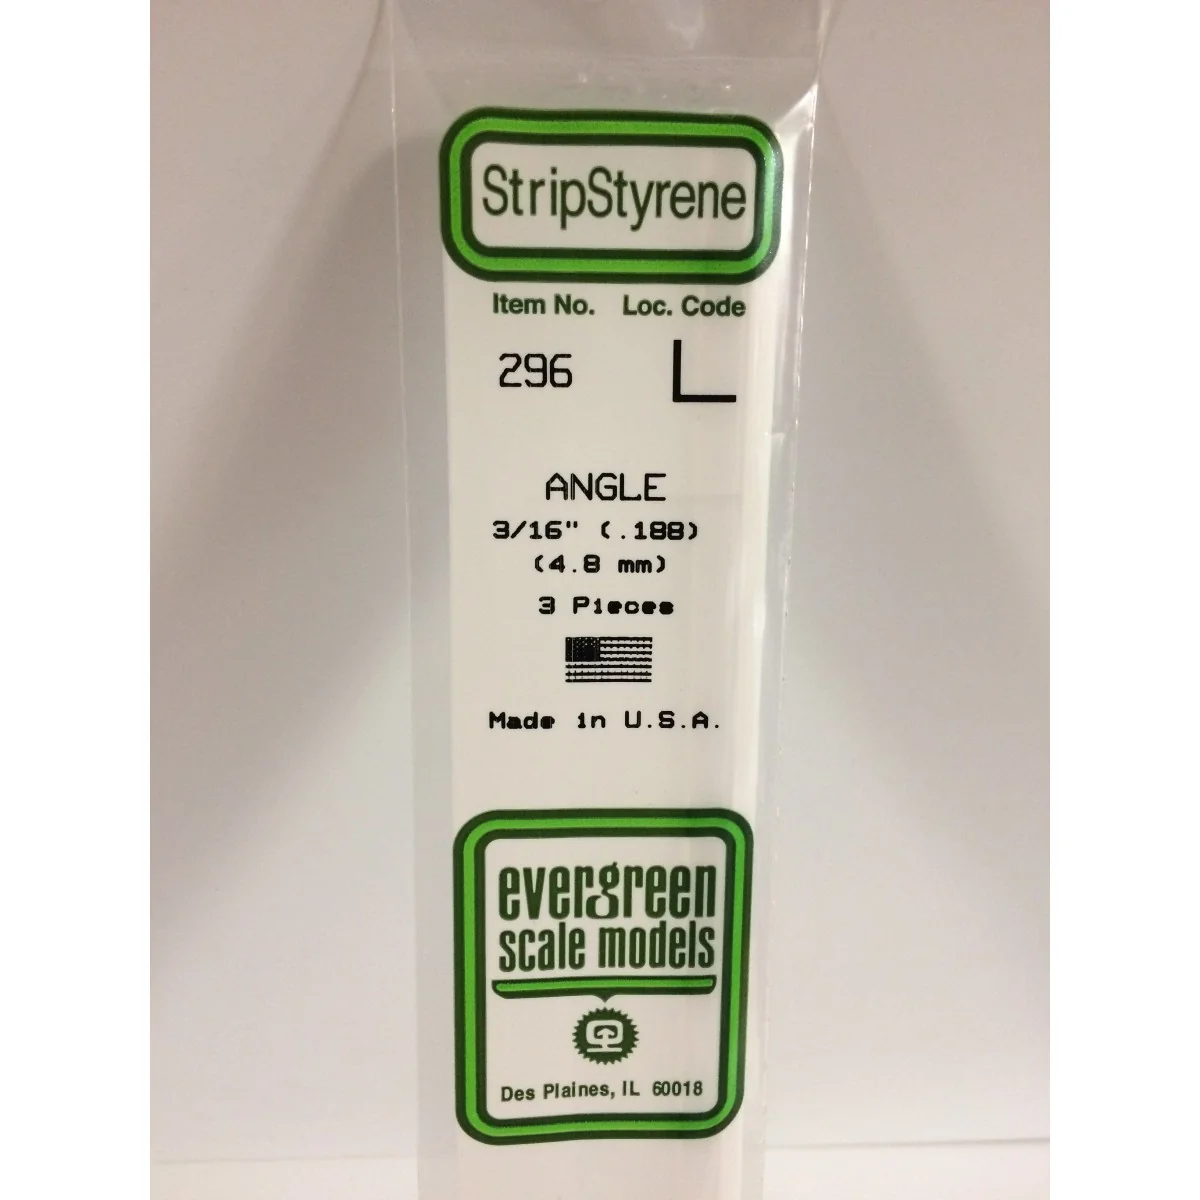 StripStyrene
Item No. Loc. Code
296 L
ANGLE
3/16" (.188)
(4.8 mm)
3 Pieces
Made in U.S.A.
evergreen
scale models
Des Plaines, IL 60018